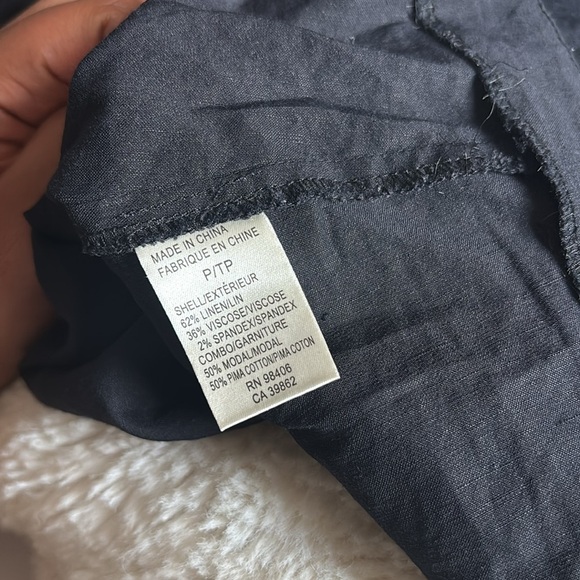 MADE IN CHINA
FABRIQUE EN CHINE
P/TP
SHELL/EXTÉRIEUR
62% LINEN/LIN
36% VISCOSE/VISCOSE
2% SPANDEX/SPANDEX
COMBO/GARNITURE
50% MODAL/MODAL
50% PIMA COTTON/PIMA COTON
RN 98406
CA 39862